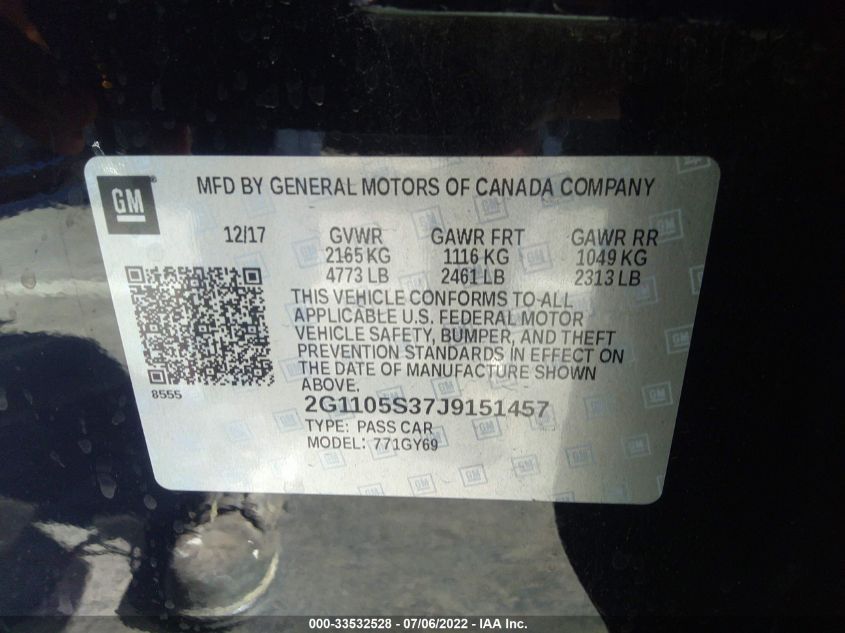 GM
MFD BY GENERAL MOTORS OF CANADA COMPANY
12/17 GVWR GAWR FRT GAWR RR
2165 KG 1116 KG 1049 KG
4773 LB 2461 LB 2313 LB
THIS VEHICLE CONFORMS TO ALL
APPLICABLE U.S. FEDERAL MOTOR
VEHICLE SAFETY, BUMPER, AND THEFT
PREVENTION STANDARDS IN EFFECT ON
THE DATE OF MANUFACTURE SHOWN
ABOVE.
8555
2G1105S37J9151457
TYPE: PASS CAR
MODEL: 771GY69
000-33532528 - 07/06/2022 - IAA Inc.